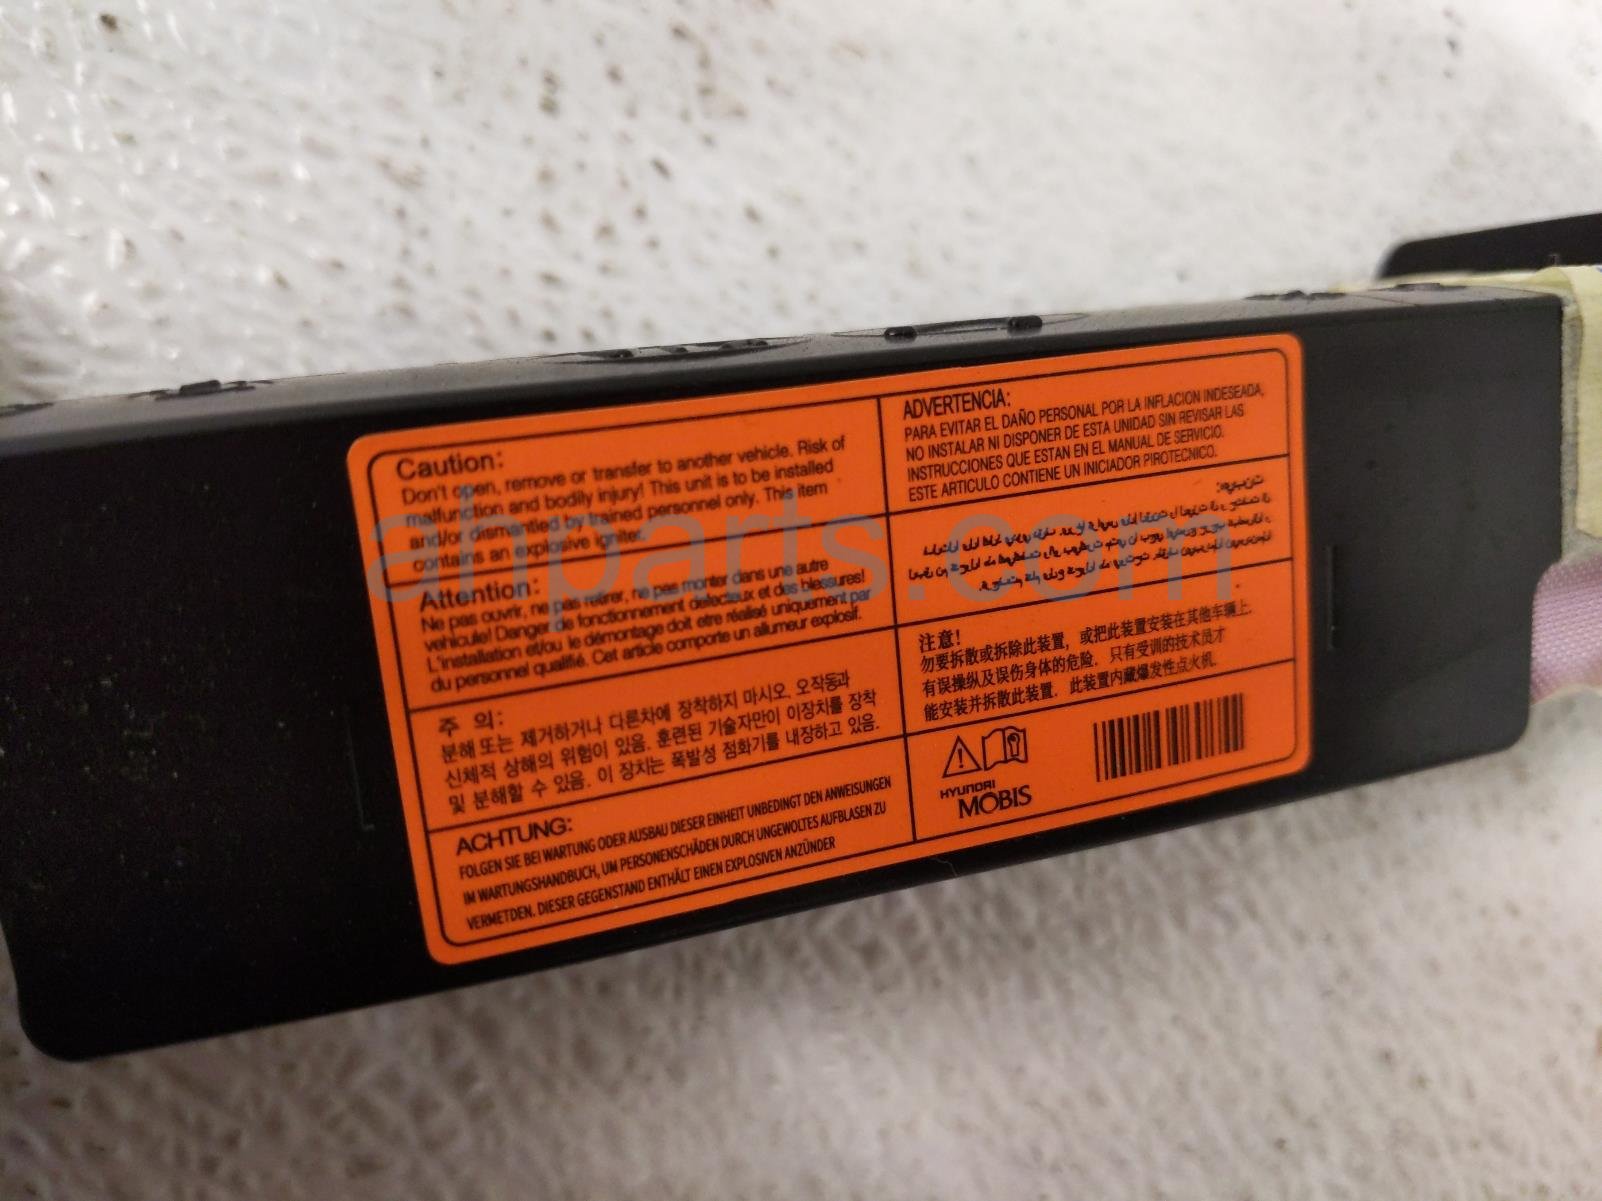 Caution:
Don't open, remove or transfer to another vehicle. Risk of
malfunction and bodily injury! This unit is to be installed
and/or dismantled by trained personnel only. This item
contains an explosive igniter.
Attention:
Ne pas ouvrir, ne pas retirer, ne pas monter dans une autre
vehicule! Danger de fonctionnement defectueux et des blessures!
L'installation et/ou le démontage doit etre réalisé uniquement par
du personnel qualifié. Cet article comporte un allumeur explosif.
주 의:
분해 또는 제거하거나 다른차에 장착하지 마시오. 오작동과
신체적 상해의 위험이 있음. 훈련된 기술자만이 이장치를 장착
및 분해할 수 있음. 이 장치는 폭발성 점화기를 내장하고 있음.
ACHTUNG:
FOLGEN SIE BEI WARTUNG ODER AUSBAU DIESER EINHEIT UNBEDINGT DEN ANWEISUNGEN
IM WARTUNGSHANDBUCH, UM PERSONENSCHÄDEN DURCH UNGEWOLTES AUFBLASEN ZU
VERMETDEN. DIESER GEGENSTAND ENTHÄLT EINEN EXPLOSIVEN ANZÜNDER
ADVERTENCIA:
PARA EVITAR EL DAÑO PERSONAL POR LA INFLACION INDESEADA,
NO INSTALAR NI DISPONER DE ESTA UNIDAD SIN REVISAR LAS
INSTRUCCIONES QUE ESTAN EN EL MANUAL DE SERVICIO.
ESTE ARTICULO CONTIENE UN INICIADOR PIROTECNICO.
注意!
勿要拆散或拆除此装置, 或把此装置安装在其他车辆上.
有误操纵及误伤身体的危险. 只有受训的技术员才
能安装并拆散此装置. 此装置内藏爆发性点火机.
HYUNDAI
MOBIS
ahparts.com